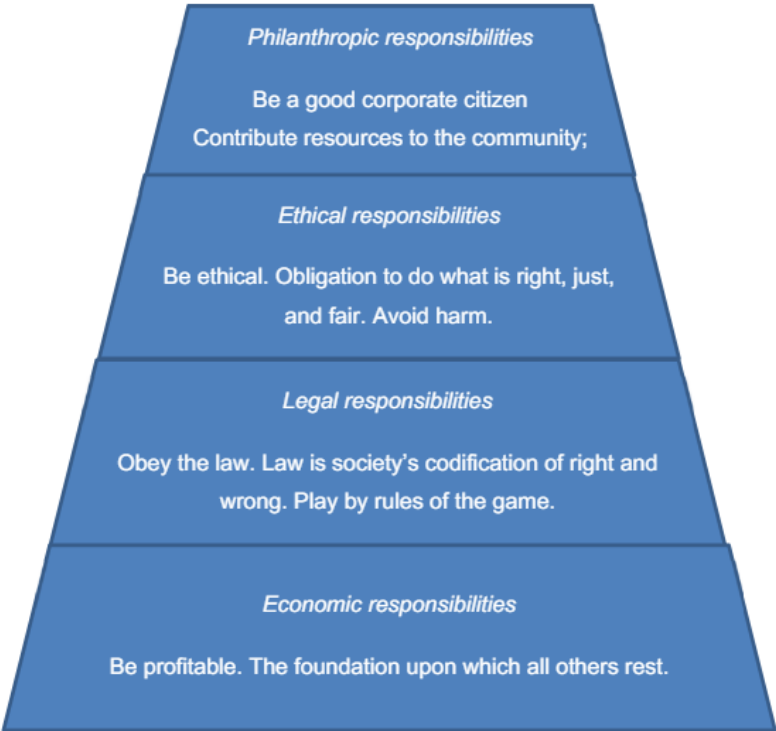 Philanthropic responsibilities
Be a good corporate citizen
Contribute resources to the community;
Ethical responsibilities
Be ethical. Obligation to do what is right, just,
and fair. Avoid harm.
Legal responsibilities
Obey the law. Law is society’s codification of right and
wrong. Play by rules of the game.
Economic responsibilities
Be profitable. The foundation upon which all others rest.